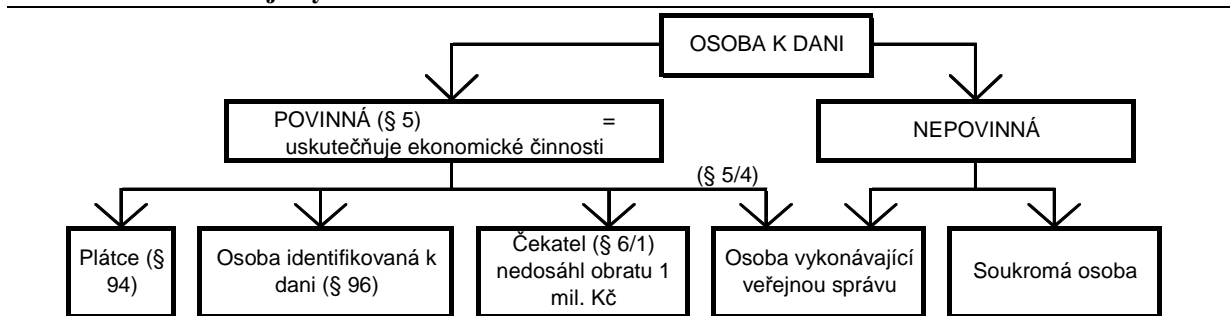 OSOBA K DANI
POVINNÁ (§ 5) =
uskutečňuje ekonomické činnosti
NEPOVINNÁ
(§ 5/4)
Plátce (§
94)
Osoba identifikovaná k
dani (§ 96)
Čekatel (§ 6/1)
nedosáhl obratu 1
mil. Kč
Osoba vykonávající
veřejnou správu
Soukromá osoba